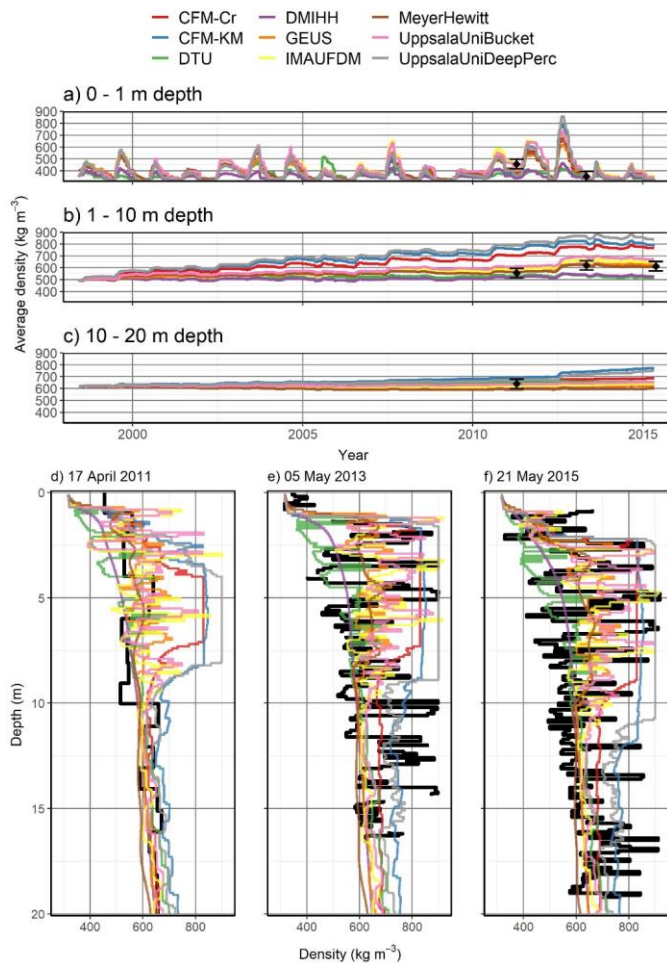 CFM-Cr DMIHH MeyerHewitt
CFM-KM GEUS UppsalaUniBucket
DTU IMAUFDM UppsalaUniDeepPerc
a) 0 - 1 m depth
900
800
700
600
500
400
b) 1 - 10 m depth
900
800
700
600
500
400
c) 10 - 20 m depth
900
800
700
600
500
400
Average density (kg m⁻³)
2000 2005 2010 2015
Year
d) 17 April 2011 e) 05 May 2013 f) 21 May 2015
0
5
10
15
20
Depth (m)
400 600 800 400 600 800 400 600 800
Density (kg m⁻³)